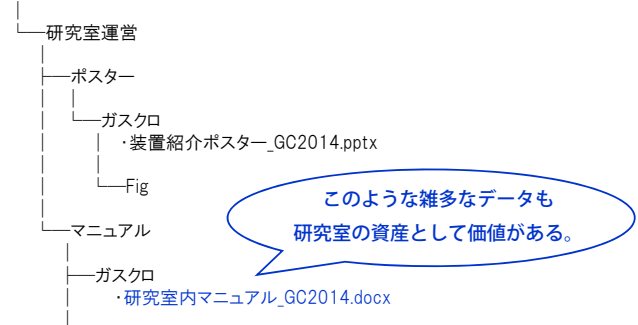 研究室運営
ポスター
ガスクロ
・装置紹介ポスター_GC2014.pptx
Fig
このような雑多なデータも
研究室の資産として価値がある。
マニュアル
ガスクロ
・研究室内マニュアル_GC2014.docx